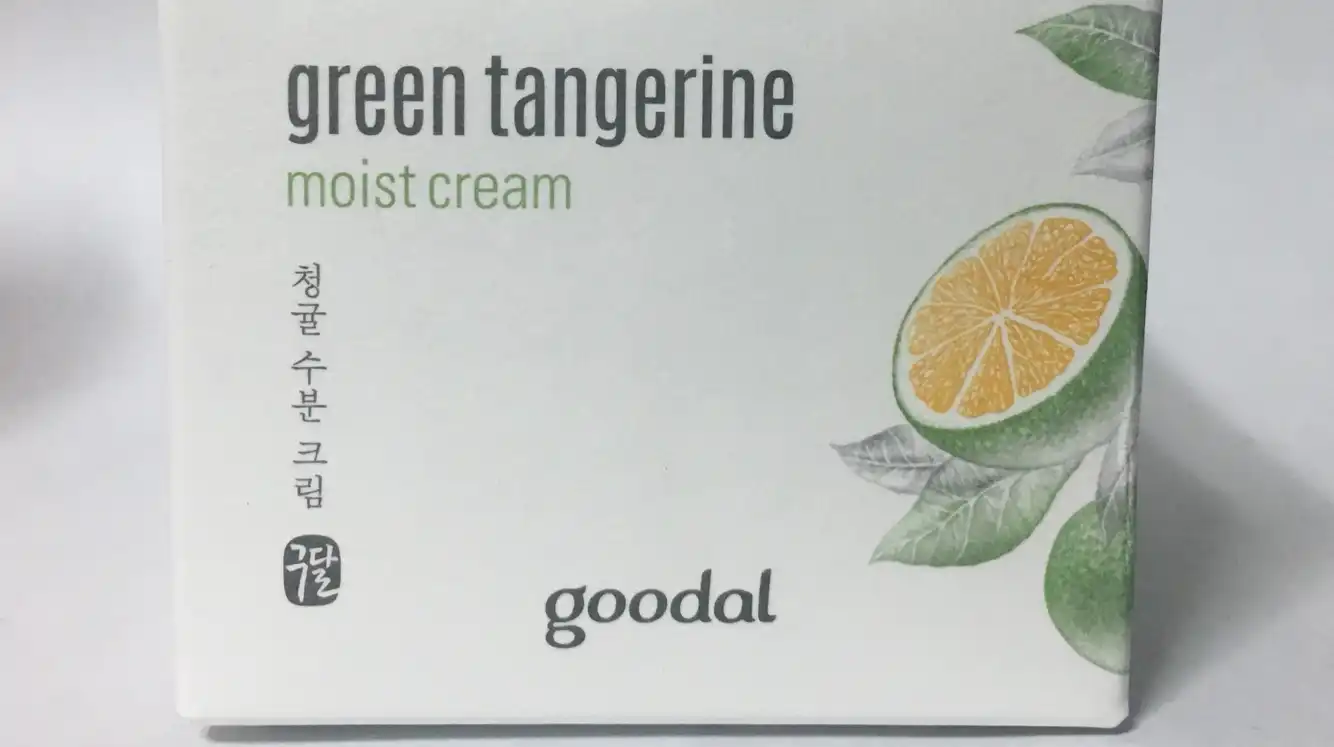 green tangerine
moist cream
청귤 수분 크림
구달
goodal